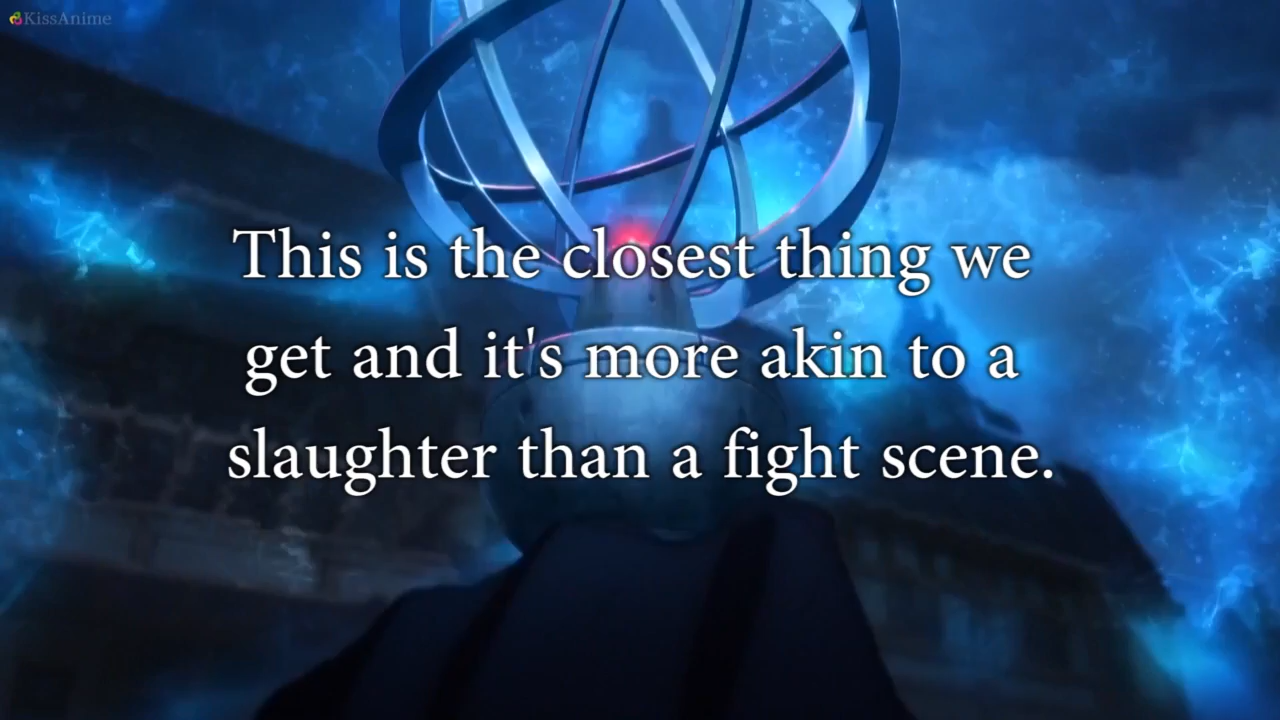 KissAnime
This is the closest thing we
get and it's more akin to a
slaughter than a fight scene.